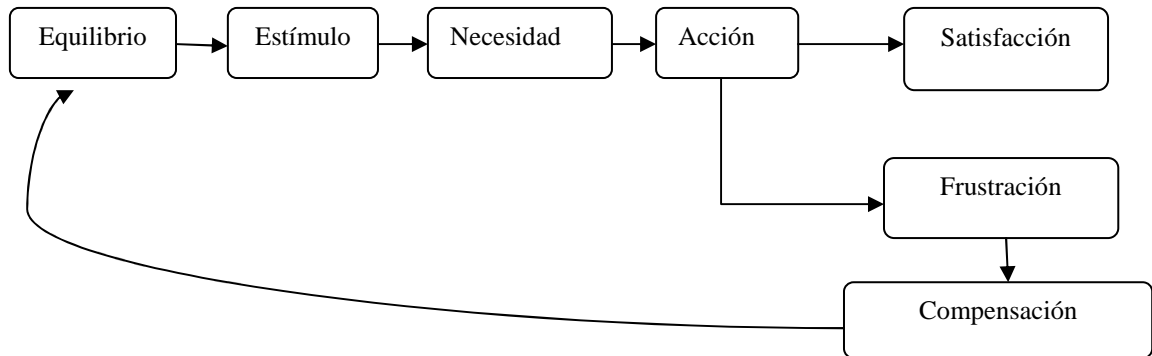 Equilibrio
Estímulo
Necesidad
Acción
Satisfacción
Frustración
Compensación